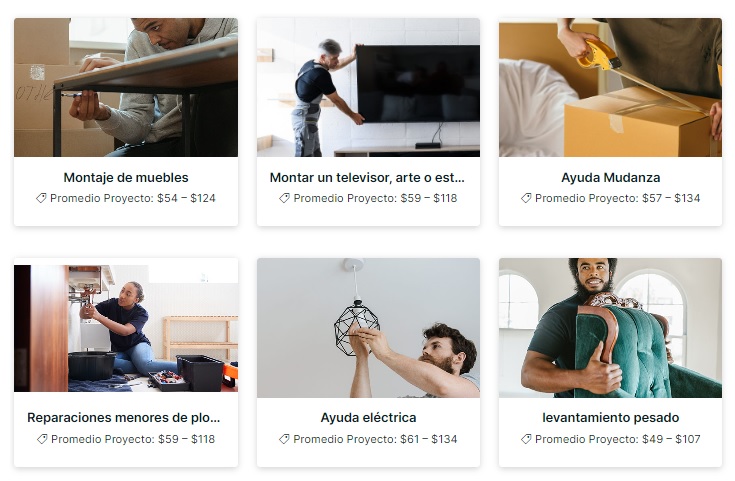 Montaje de muebles
Promedio Proyecto: $54 – $124
Montar un televisor, arte o est...
Promedio Proyecto: $59 – $118
Ayuda Mudanza
Promedio Proyecto: $57 – $134
Reparaciones menores de plo...
Promedio Proyecto: $59 – $118
Ayuda eléctrica
Promedio Proyecto: $61 – $134
levantamiento pesado
Promedio Proyecto: $49 – $107